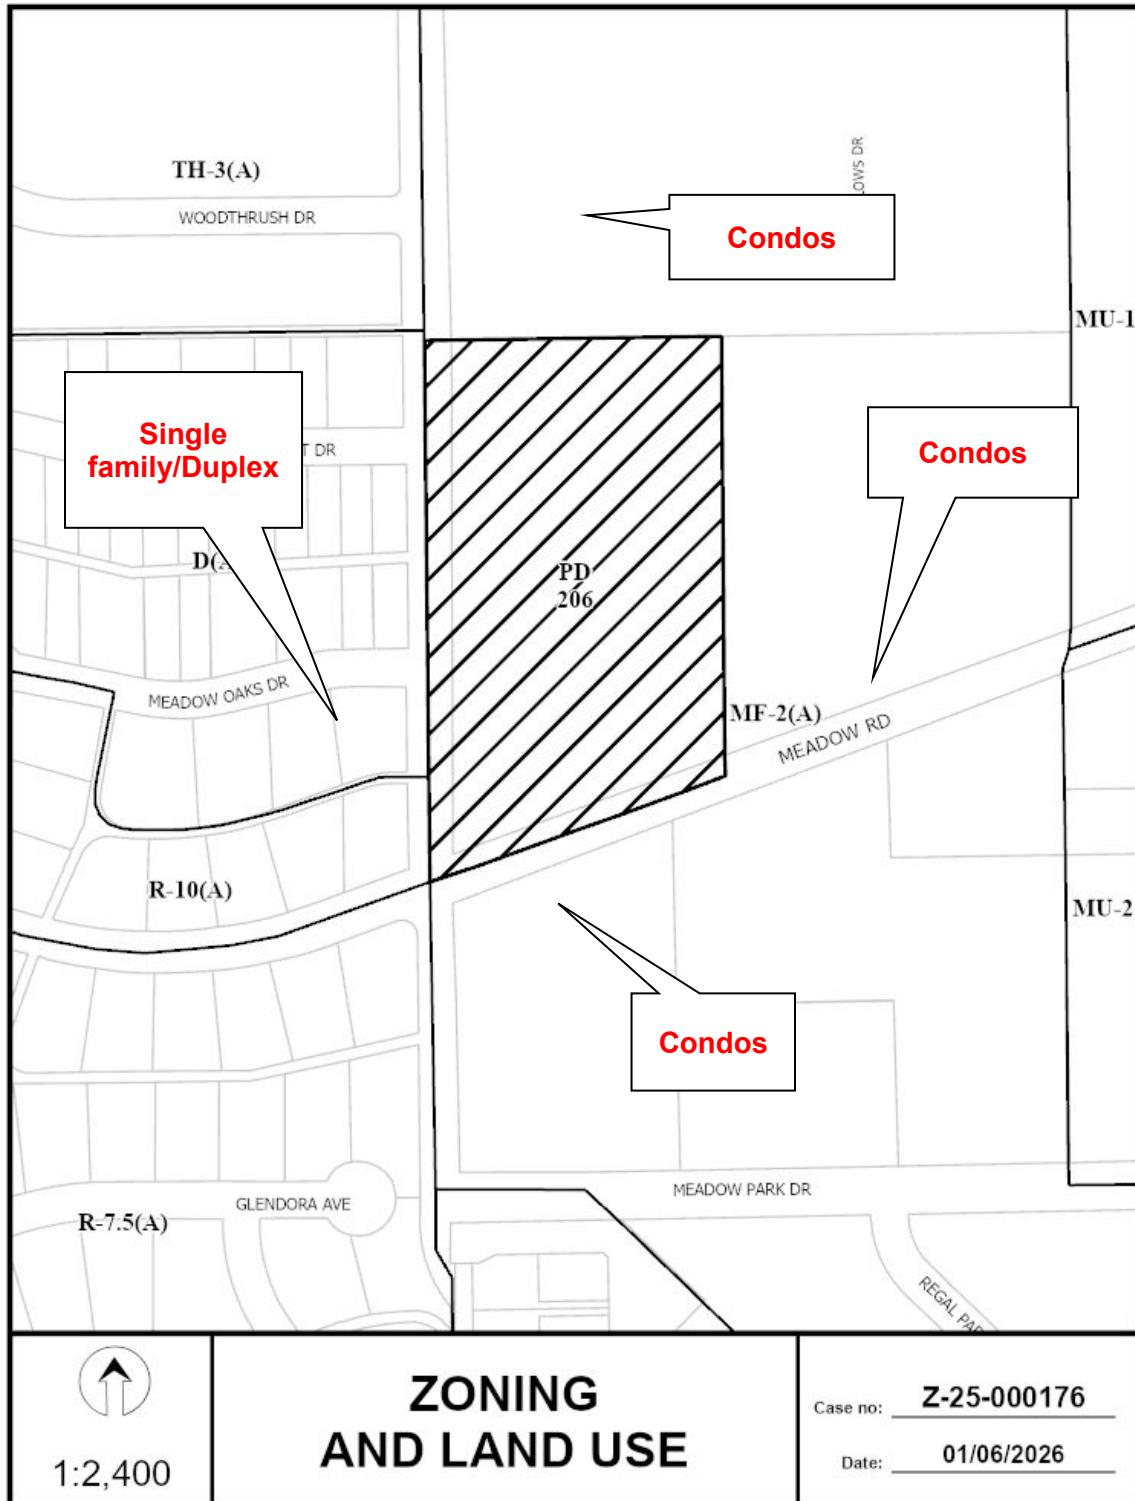 TH-3(A)
WOODTHRUSH DR
OWS DR
Condos
MU-1
Single
family/Duplex
T DR
Condos
D(A
PD
206
MEADOW OAKS DR
MF-2(A)
MEADOW RD
R-10(A)
MU-2
Condos
MEADOW PARK DR
GLENDORA AVE
R-7.5(A)
REGAL PAR
1:2,400
ZONING
AND LAND USE
Case no: Z-25-000176
Date: 01/06/2026